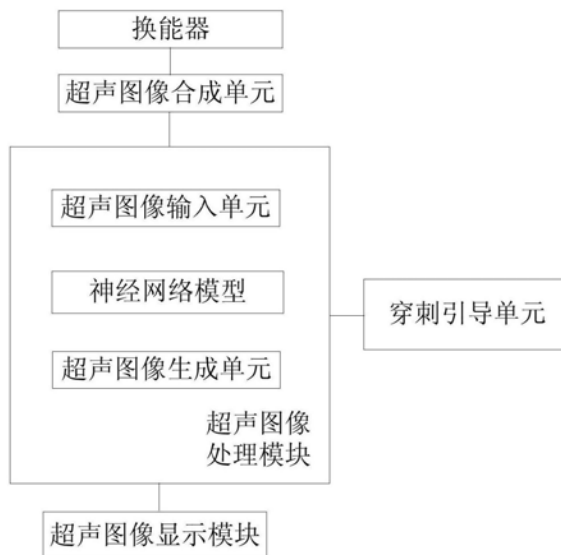 换能器
超声图像合成单元
超声图像输入单元
神经网络模型
穿刺引导单元
超声图像生成单元
超声图像
处理模块
超声图像显示模块